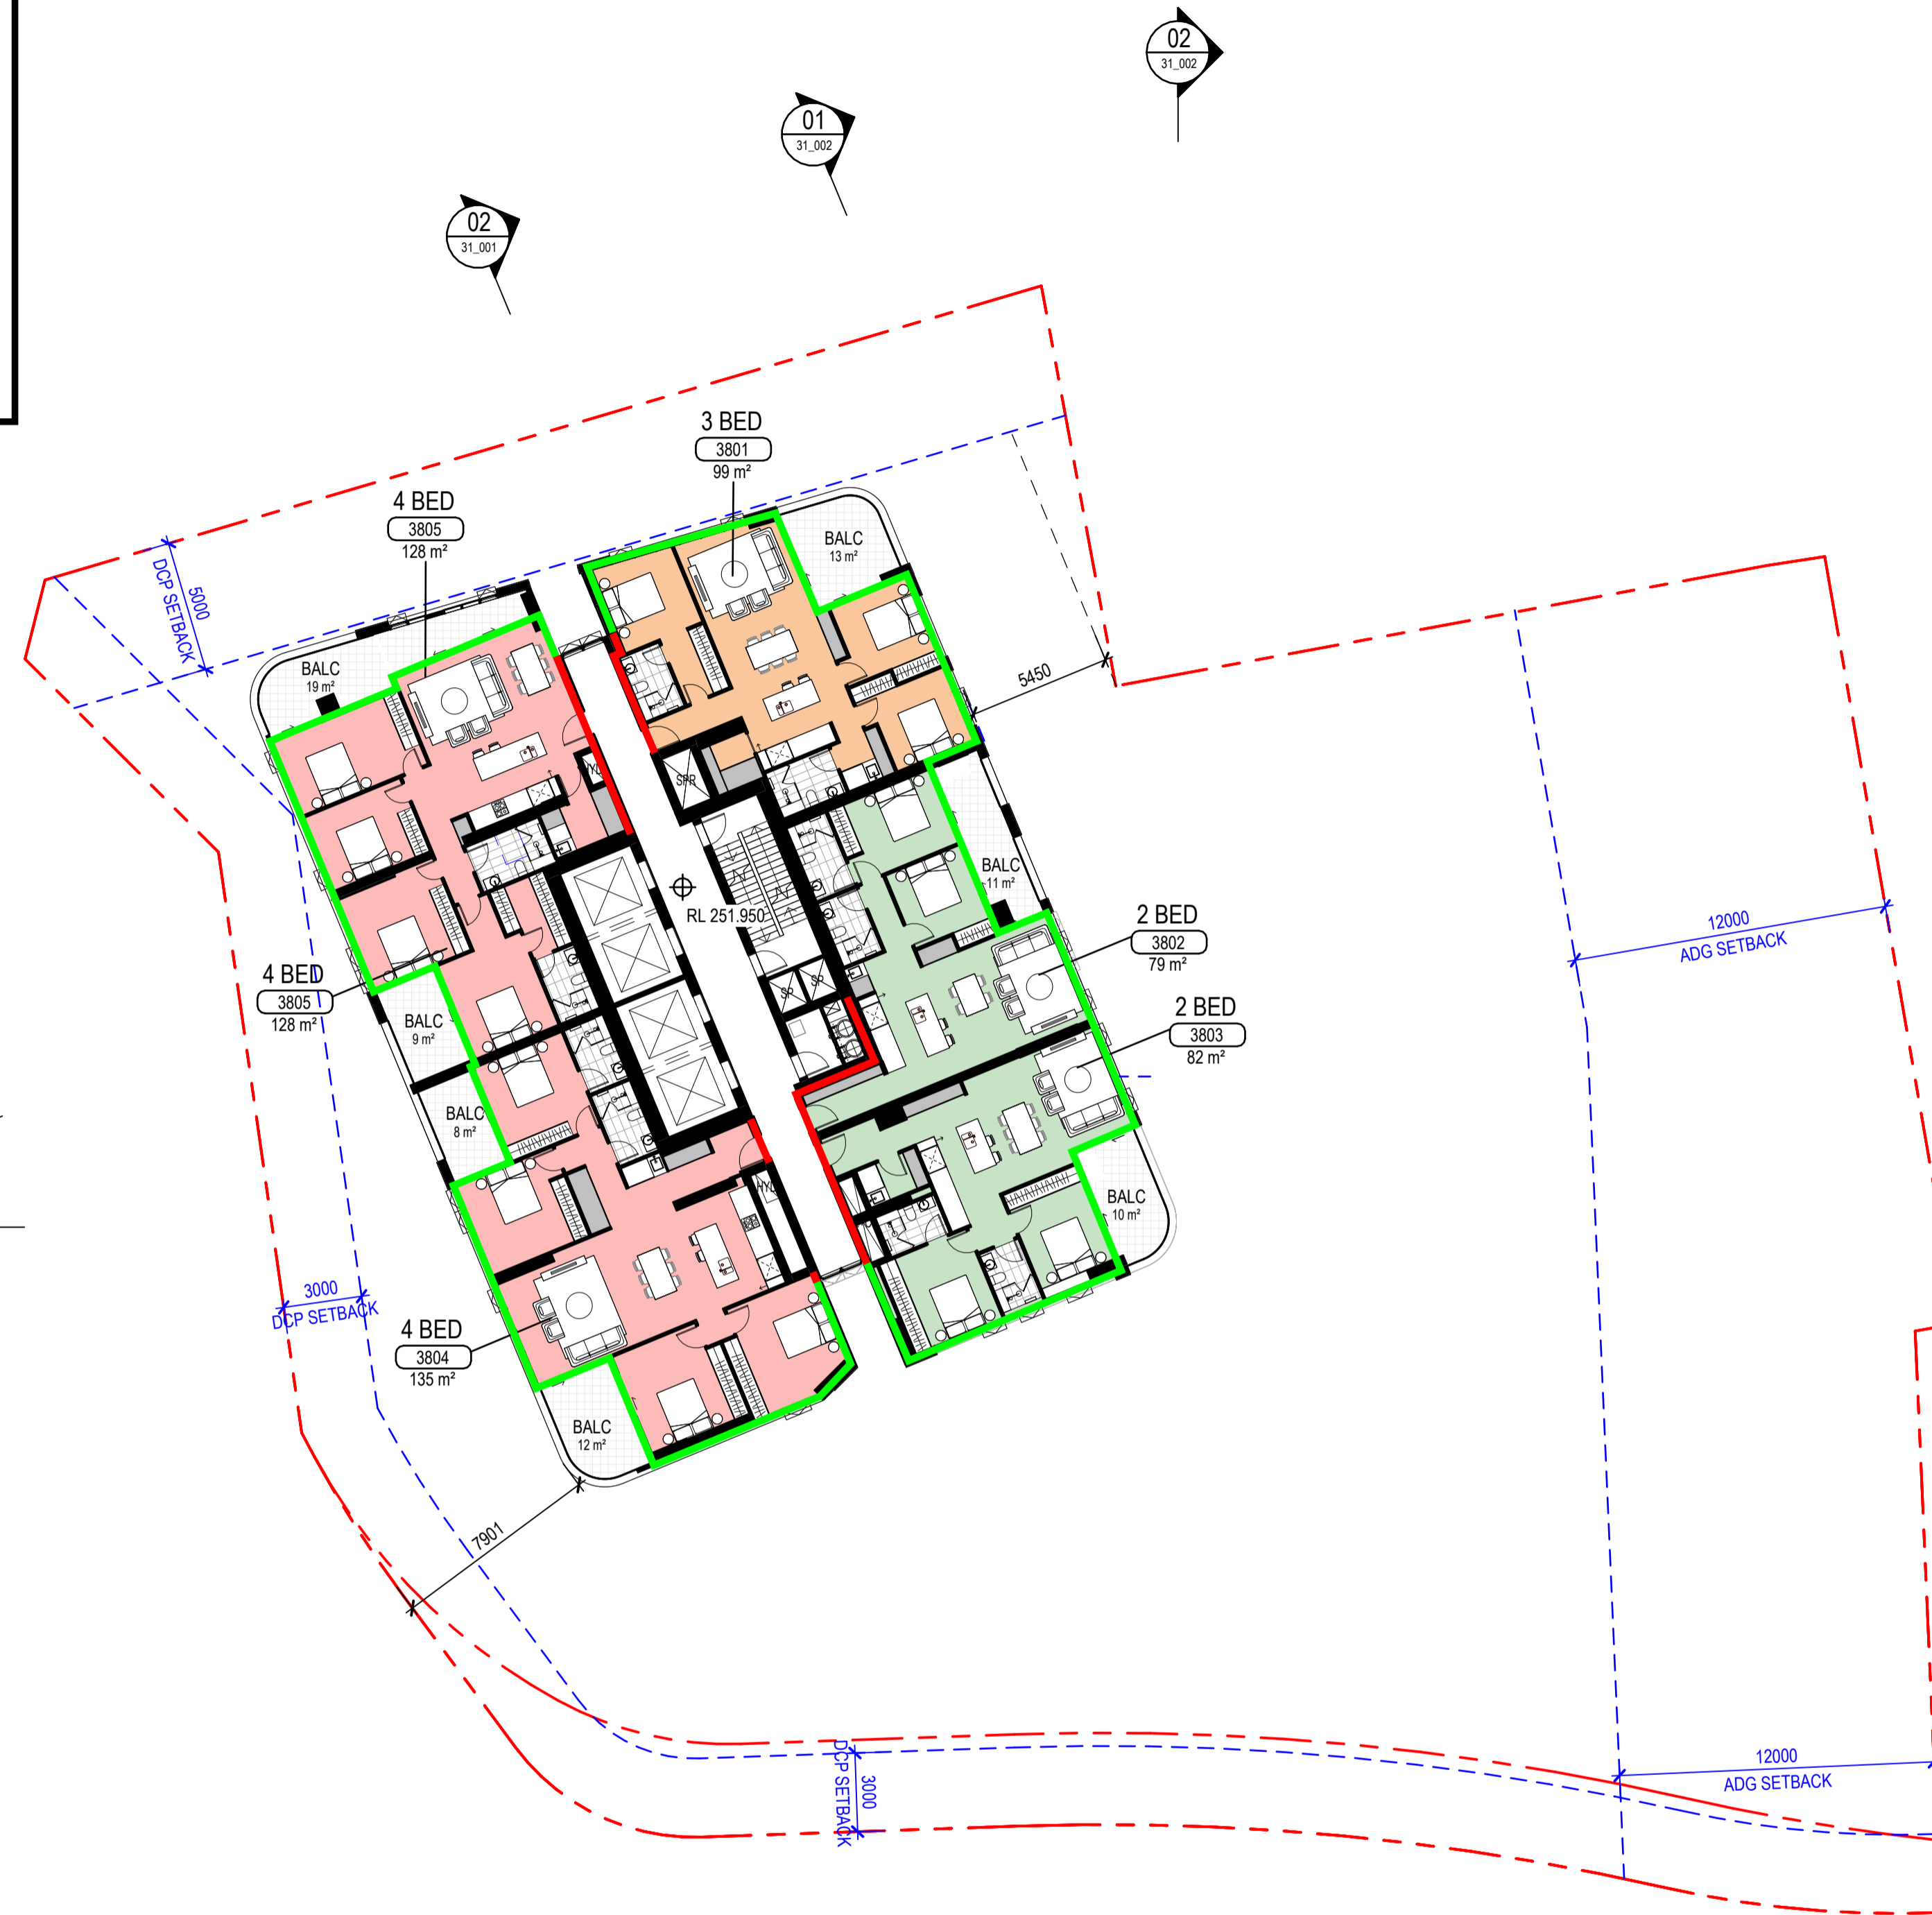 02
31_002
01
31_002
02
31_001
3 BED
3801
99 m²
4 BED
3805
128 m²
5000
DCP SETBACK
BALC
13 m²
BALC
19 m²
5450
HYD
SPR
BALC
11 m²
RL 251.950
2 BED
3802
79 m²
12000
ADG SETBACK
4 BED
3805
128 m²
SP
SP
2 BED
3803
82 m²
BALC
9 m²
BALC
8 m²
HYD
BALC
10 m²
3000
DCP SETBACK
4 BED
3804
135 m²
BALC
12 m²
7901
3000
DCP SETBACK
12000
ADG SETBACK